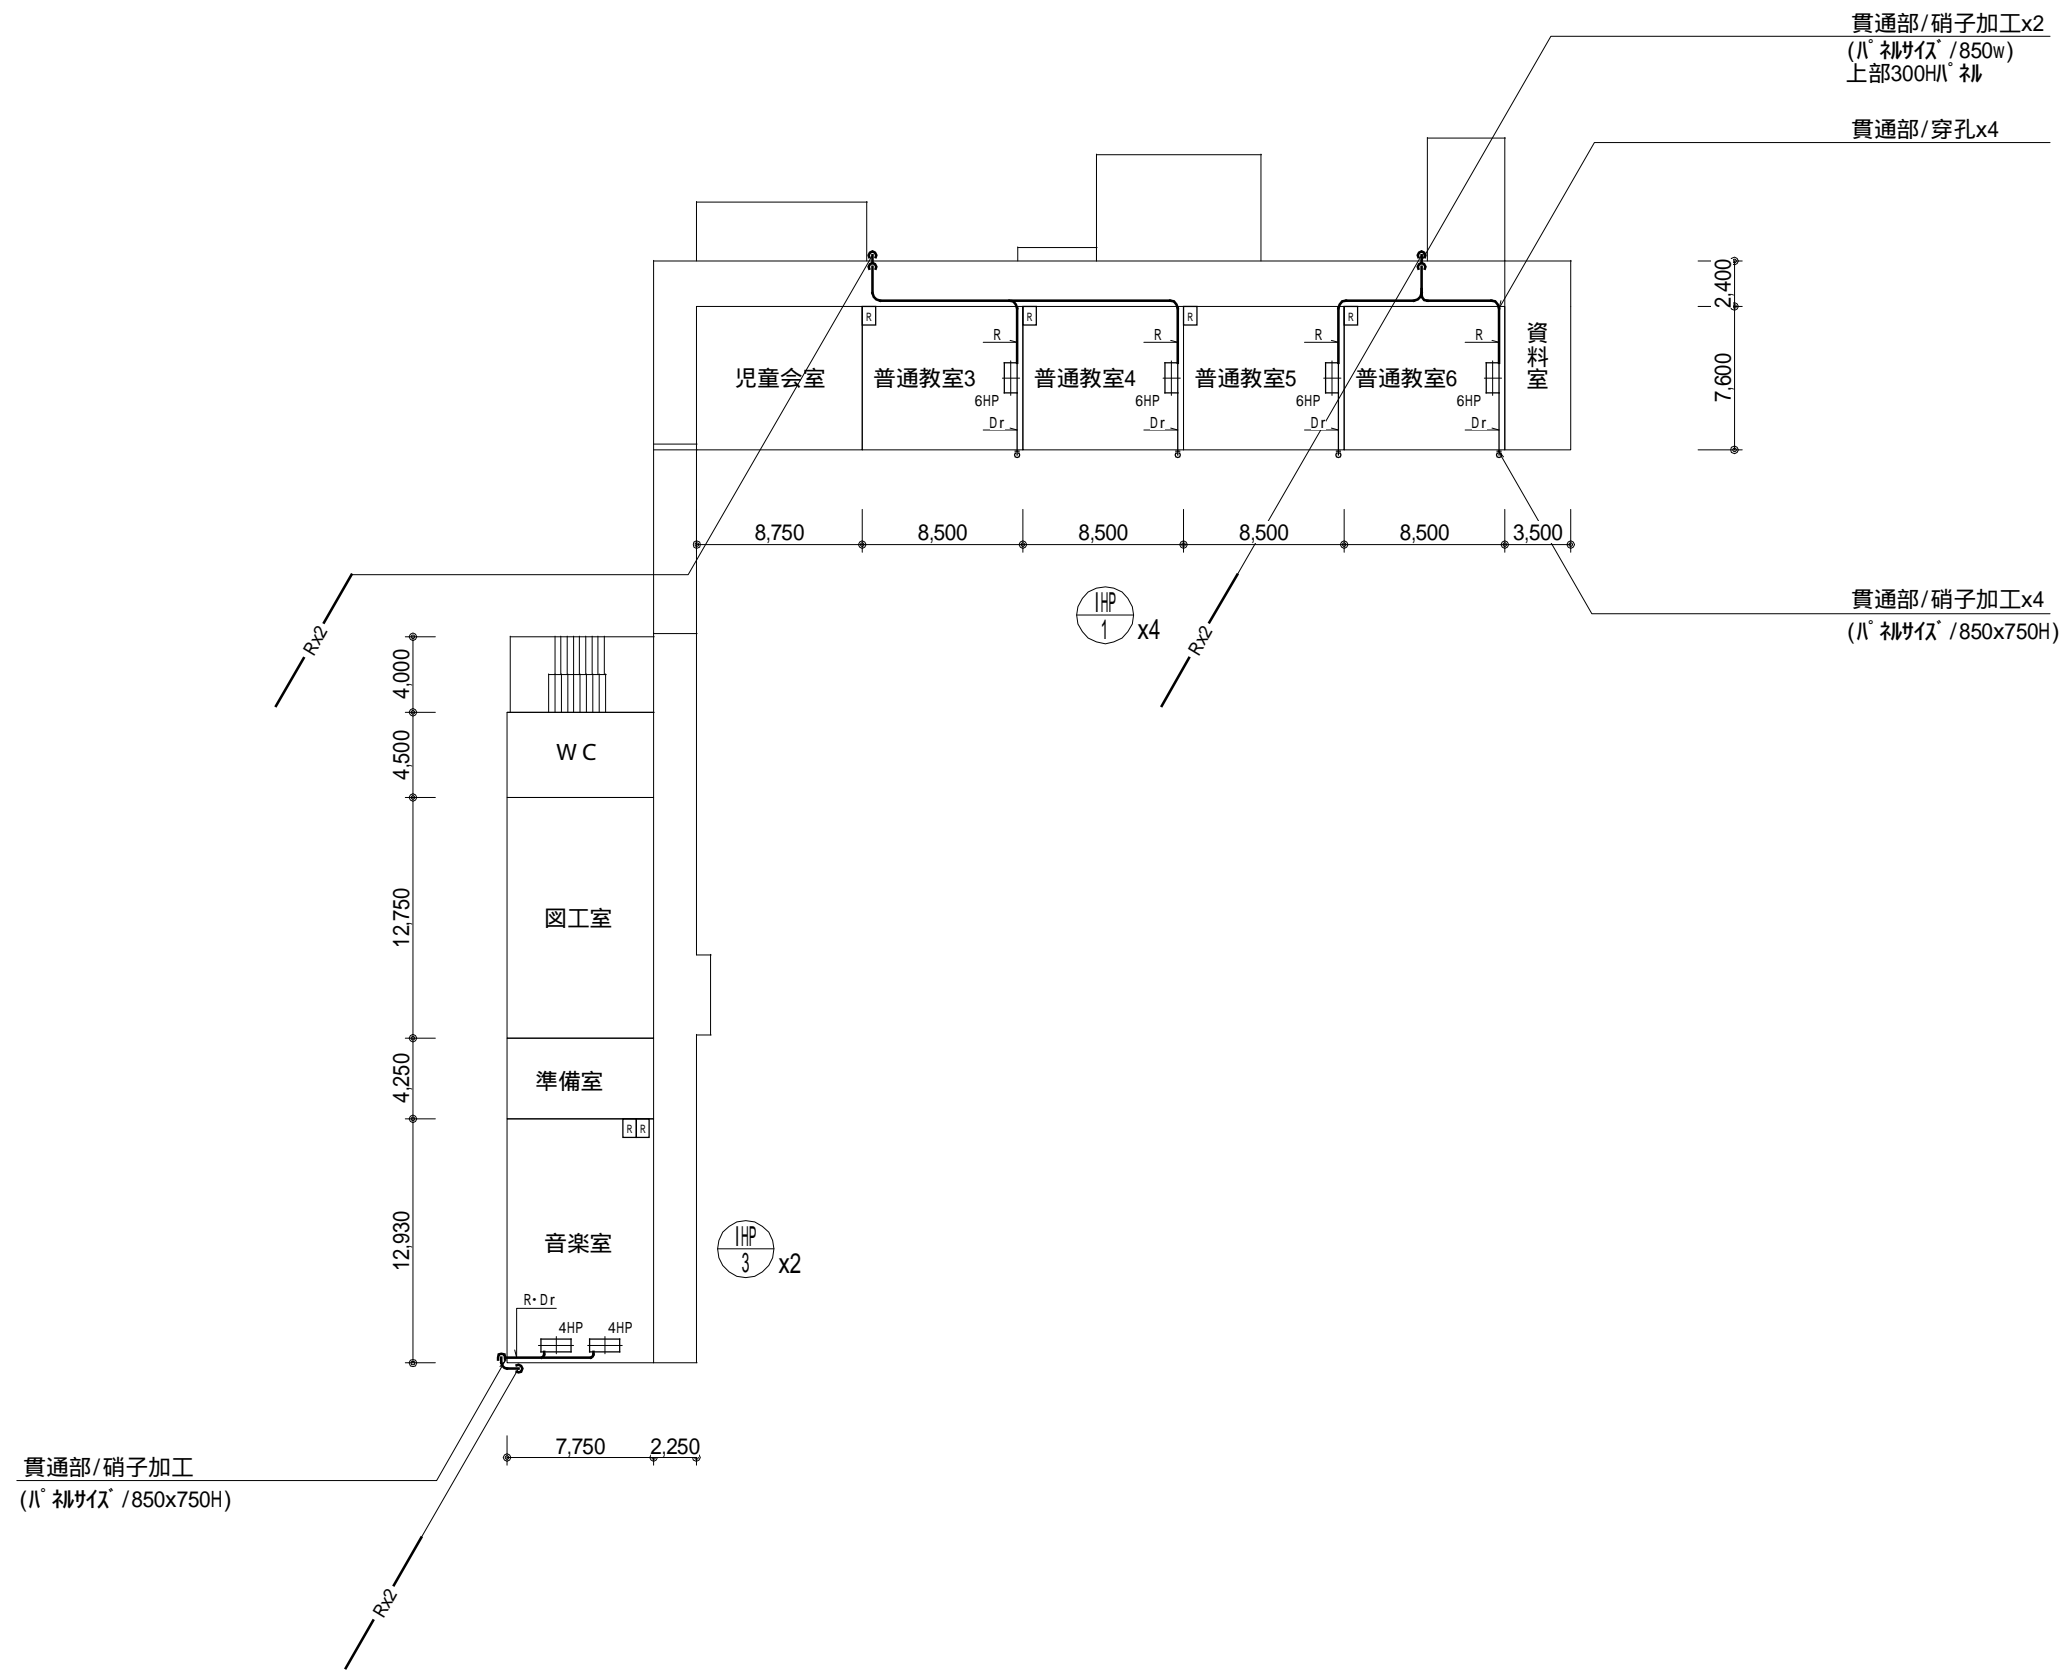 貫通部/硝子加工x2
(ﾊﾟﾈﾙｻｲｽﾞ/850w)
上部300Hﾊﾟﾈﾙ
貫通部/穿孔x4
2,400
7,600
R
R
R
R
R
R
R
R
資料室
児童会室
普通教室3
普通教室4
普通教室5
普通教室6
6HP
6HP
6HP
6HP
Dr
Dr
Dr
Dr
8,750
8,500
8,500
8,500
8,500
3,500
IHP
1
x4
Rx2
Rx2
貫通部/硝子加工x4
(ﾊﾟﾈﾙｻｲｽﾞ/850x750H)
4,000
4,500
WC
12,750
図工室
4,250
準備室
R R
12,930
音楽室
IHP
3
x2
R・Dr
4HP
4HP
7,750
2,250
貫通部/硝子加工
(ﾊﾟﾈﾙｻｲｽﾞ/850x750H)
Rx2